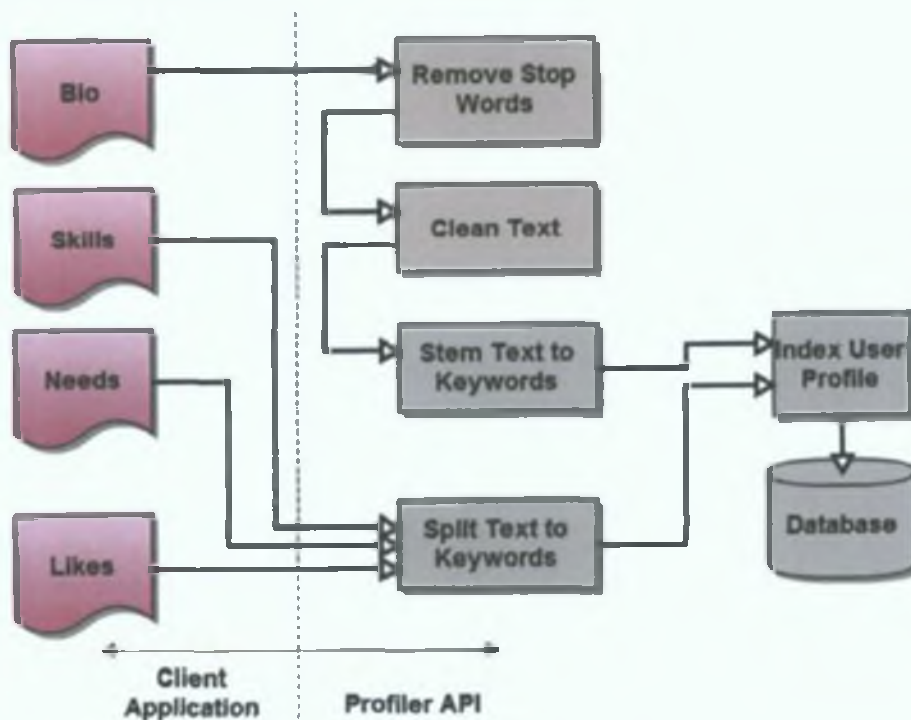 Bio
Remove Stop
Words
Skills
Clean Text
Needs
Stem Text to
Keywords
Index User
Profile
Likes
Split Text to
Keywords
Database
Client
Application
Profiler API